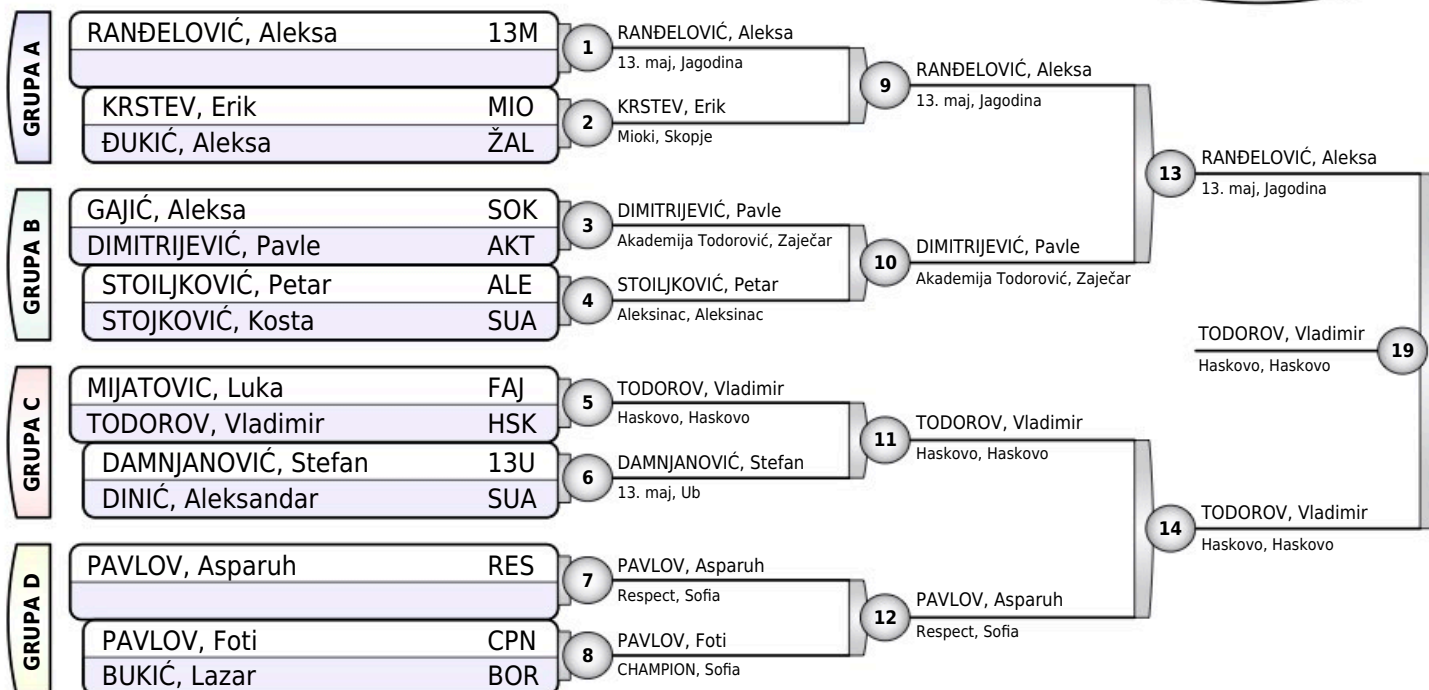 GRUPA A
RANĐELOVIĆ, Aleksa 13M
KRSTEV, Erik MIO
ĐUKIĆ, Aleksa ŽAL
GRUPA B
GAJIĆ, Aleksa SOK
DIMITRIJEVIĆ, Pavle AKT
STOILJKOVIĆ, Petar ALE
STOJKOVIĆ, Kosta SUA
GRUPA C
MIJATOVIC, Luka FAJ
TODOROV, Vladimir HSK
DAMNJANOVIĆ, Stefan 13U
DINIĆ, Aleksandar SUA
GRUPA D
PAVLOV, Asparuh RES
PAVLOV, Foti CPN
BUKIĆ, Lazar BOR
1
RANĐELOVIĆ, Aleksa
13. maj, Jagodina
2
KRSTEV, Erik
Mioki, Skopje
3
DIMITRIJEVIĆ, Pavle
Akademija Todorović, Zaječar
4
STOILJKOVIĆ, Petar
Aleksinac, Aleksinac
5
TODOROV, Vladimir
Haskovo, Haskovo
6
DAMNJANOVIĆ, Stefan
13. maj, Ub
7
PAVLOV, Asparuh
Respect, Sofia
8
PAVLOV, Foti
CHAMPION, Sofia
9
RANĐELOVIĆ, Aleksa
13. maj, Jagodina
10
DIMITRIJEVIĆ, Pavle
Akademija Todorović, Zaječar
11
TODOROV, Vladimir
Haskovo, Haskovo
12
PAVLOV, Asparuh
Respect, Sofia
13
RANĐELOVIĆ, Aleksa
13. maj, Jagodina
14
TODOROV, Vladimir
Haskovo, Haskovo
TODOROV, Vladimir
Haskovo, Haskovo
19